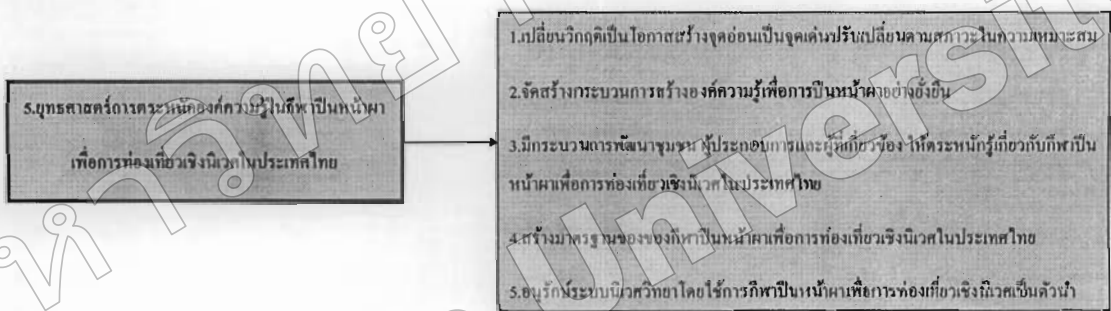 5.ยุทธศาสตร์การตระหนักองค์ความรู้ในกีฬาปีนหน้าผา
เพื่อการท่องเที่ยวเชิงนิเวศในประเทศไทย
1.เปลี่ยนวิกฤติเป็นโอกาสสร้างจุดอ่อนเป็นจุดเด่นปรับเปลี่ยนตามสภาวะในความเหมาะสม
2.จัดสร้างกระบวนการสร้างองค์ความรู้เพื่อการปีนหน้าผาอย่างยั่งยืน
3.มีกระบวนการพัฒนาชุมชน ผู้ประกอบการและผู้ที่เกี่ยวข้อง ให้ตระหนักรู้เกี่ยวกับกีฬาปีน
หน้าผาเพื่อการท่องเที่ยวเชิงนิเวศในประเทศไทย
4.สร้างมาตรฐานของของกีฬาปีนหน้าผาเพื่อการท่องเที่ยวเชิงนิเวศในประเทศไทย
5.อนุรักษ์ระบบนิเวศวิทยาโดยใช้การกีฬาปีนหน้าผาเพื่อการท่องเที่ยวเชิงนิเวศเป็นตัวนำ